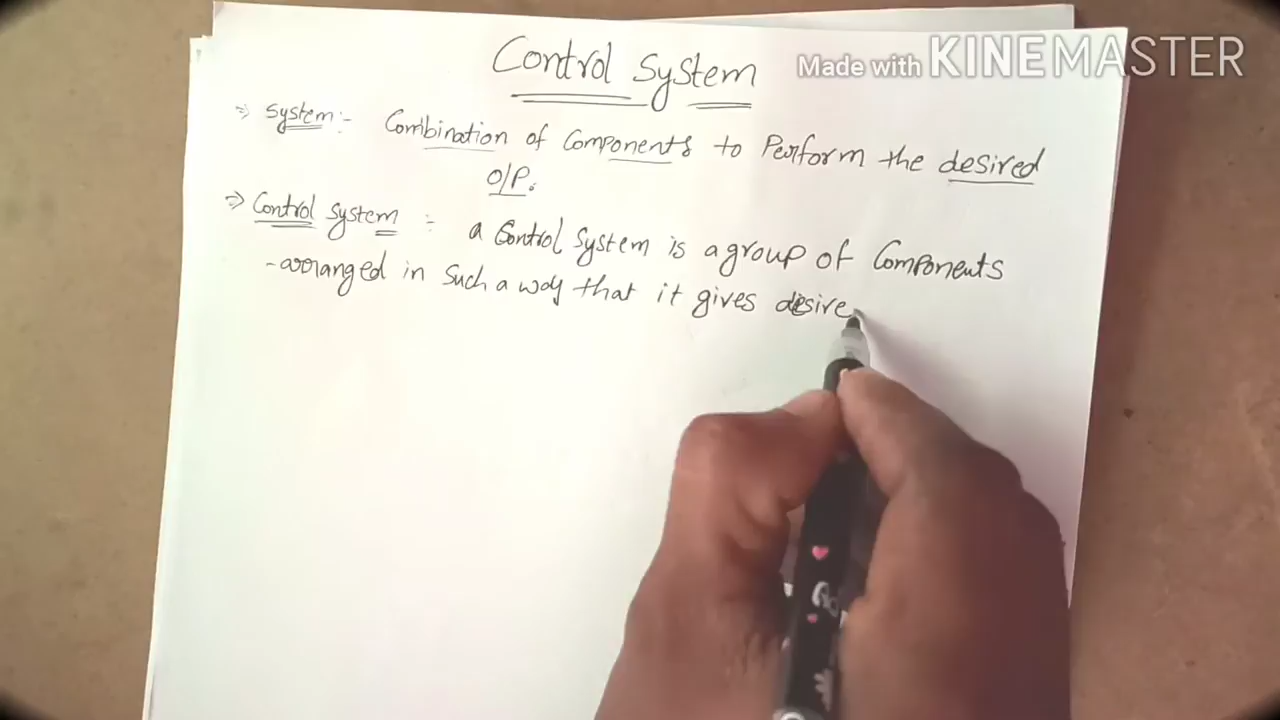 Control System
Made with KINEMASTER
⇒ System:- Combination of Components to Perform the desired
O/P.
⇒ Control System :- a Control System is a group of Components
-arranged in Such a way that it gives desire